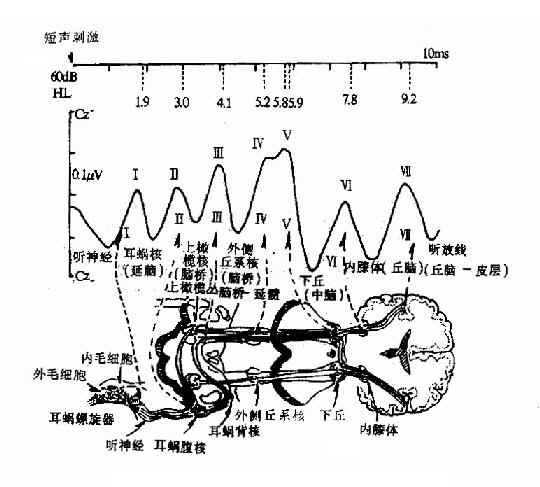 短声刺激
10ms
60dB
HL
1.9 3.0 4.1 5.2 5.8 5.9 7.8 9.2
Cz+
0.1μV
I II III IV V VI VII
I II III IV V VI VII
听神经
耳蜗核
(延脑)
上橄
榄核
(脑桥)
上橄榄
脑桥-延髓
外侧
丘系核
(脑桥)
下丘
(中脑)
内膝体(丘脑)
听放线
(丘脑-皮层)
Cz-
内毛细胞
外毛细胞
耳蜗螺旋器
听神经
耳蜗腹核
耳蜗背核
外侧丘系核
下丘
内膝体